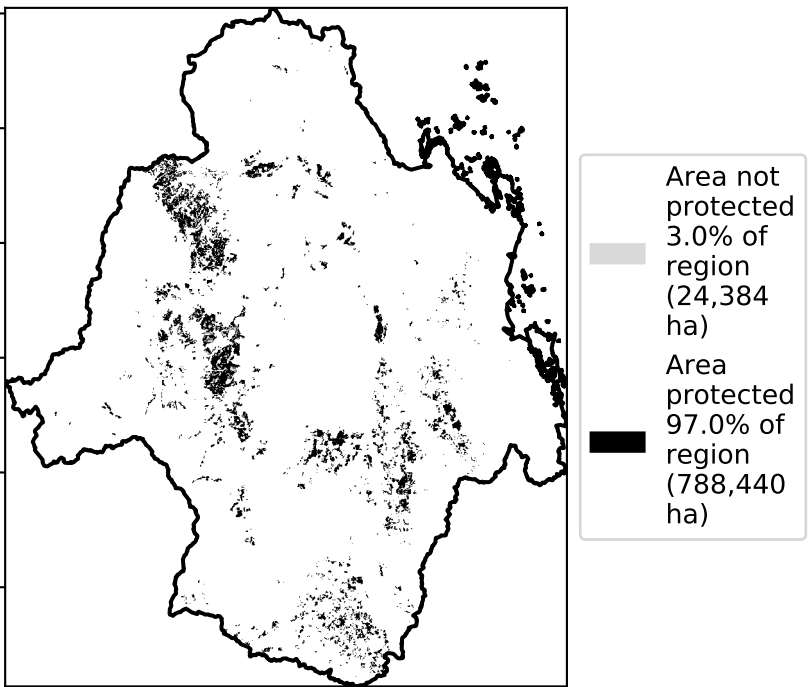 Area not
protected
3.0% of
region
(24,384
ha)
Area
protected
97.0% of
region
(788,440
ha)